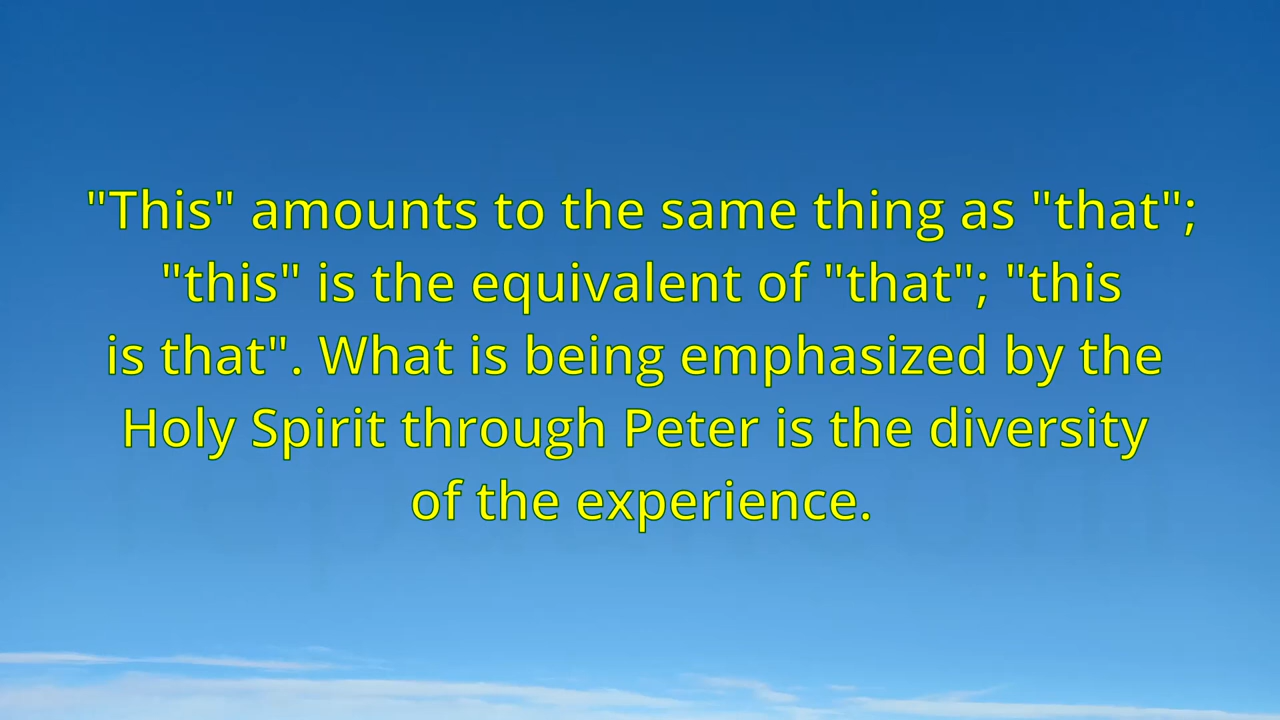 "This" amounts to the same thing as "that";
"this" is the equivalent of "that"; "this
is that". What is being emphasized by the
Holy Spirit through Peter is the diversity
of the experience.